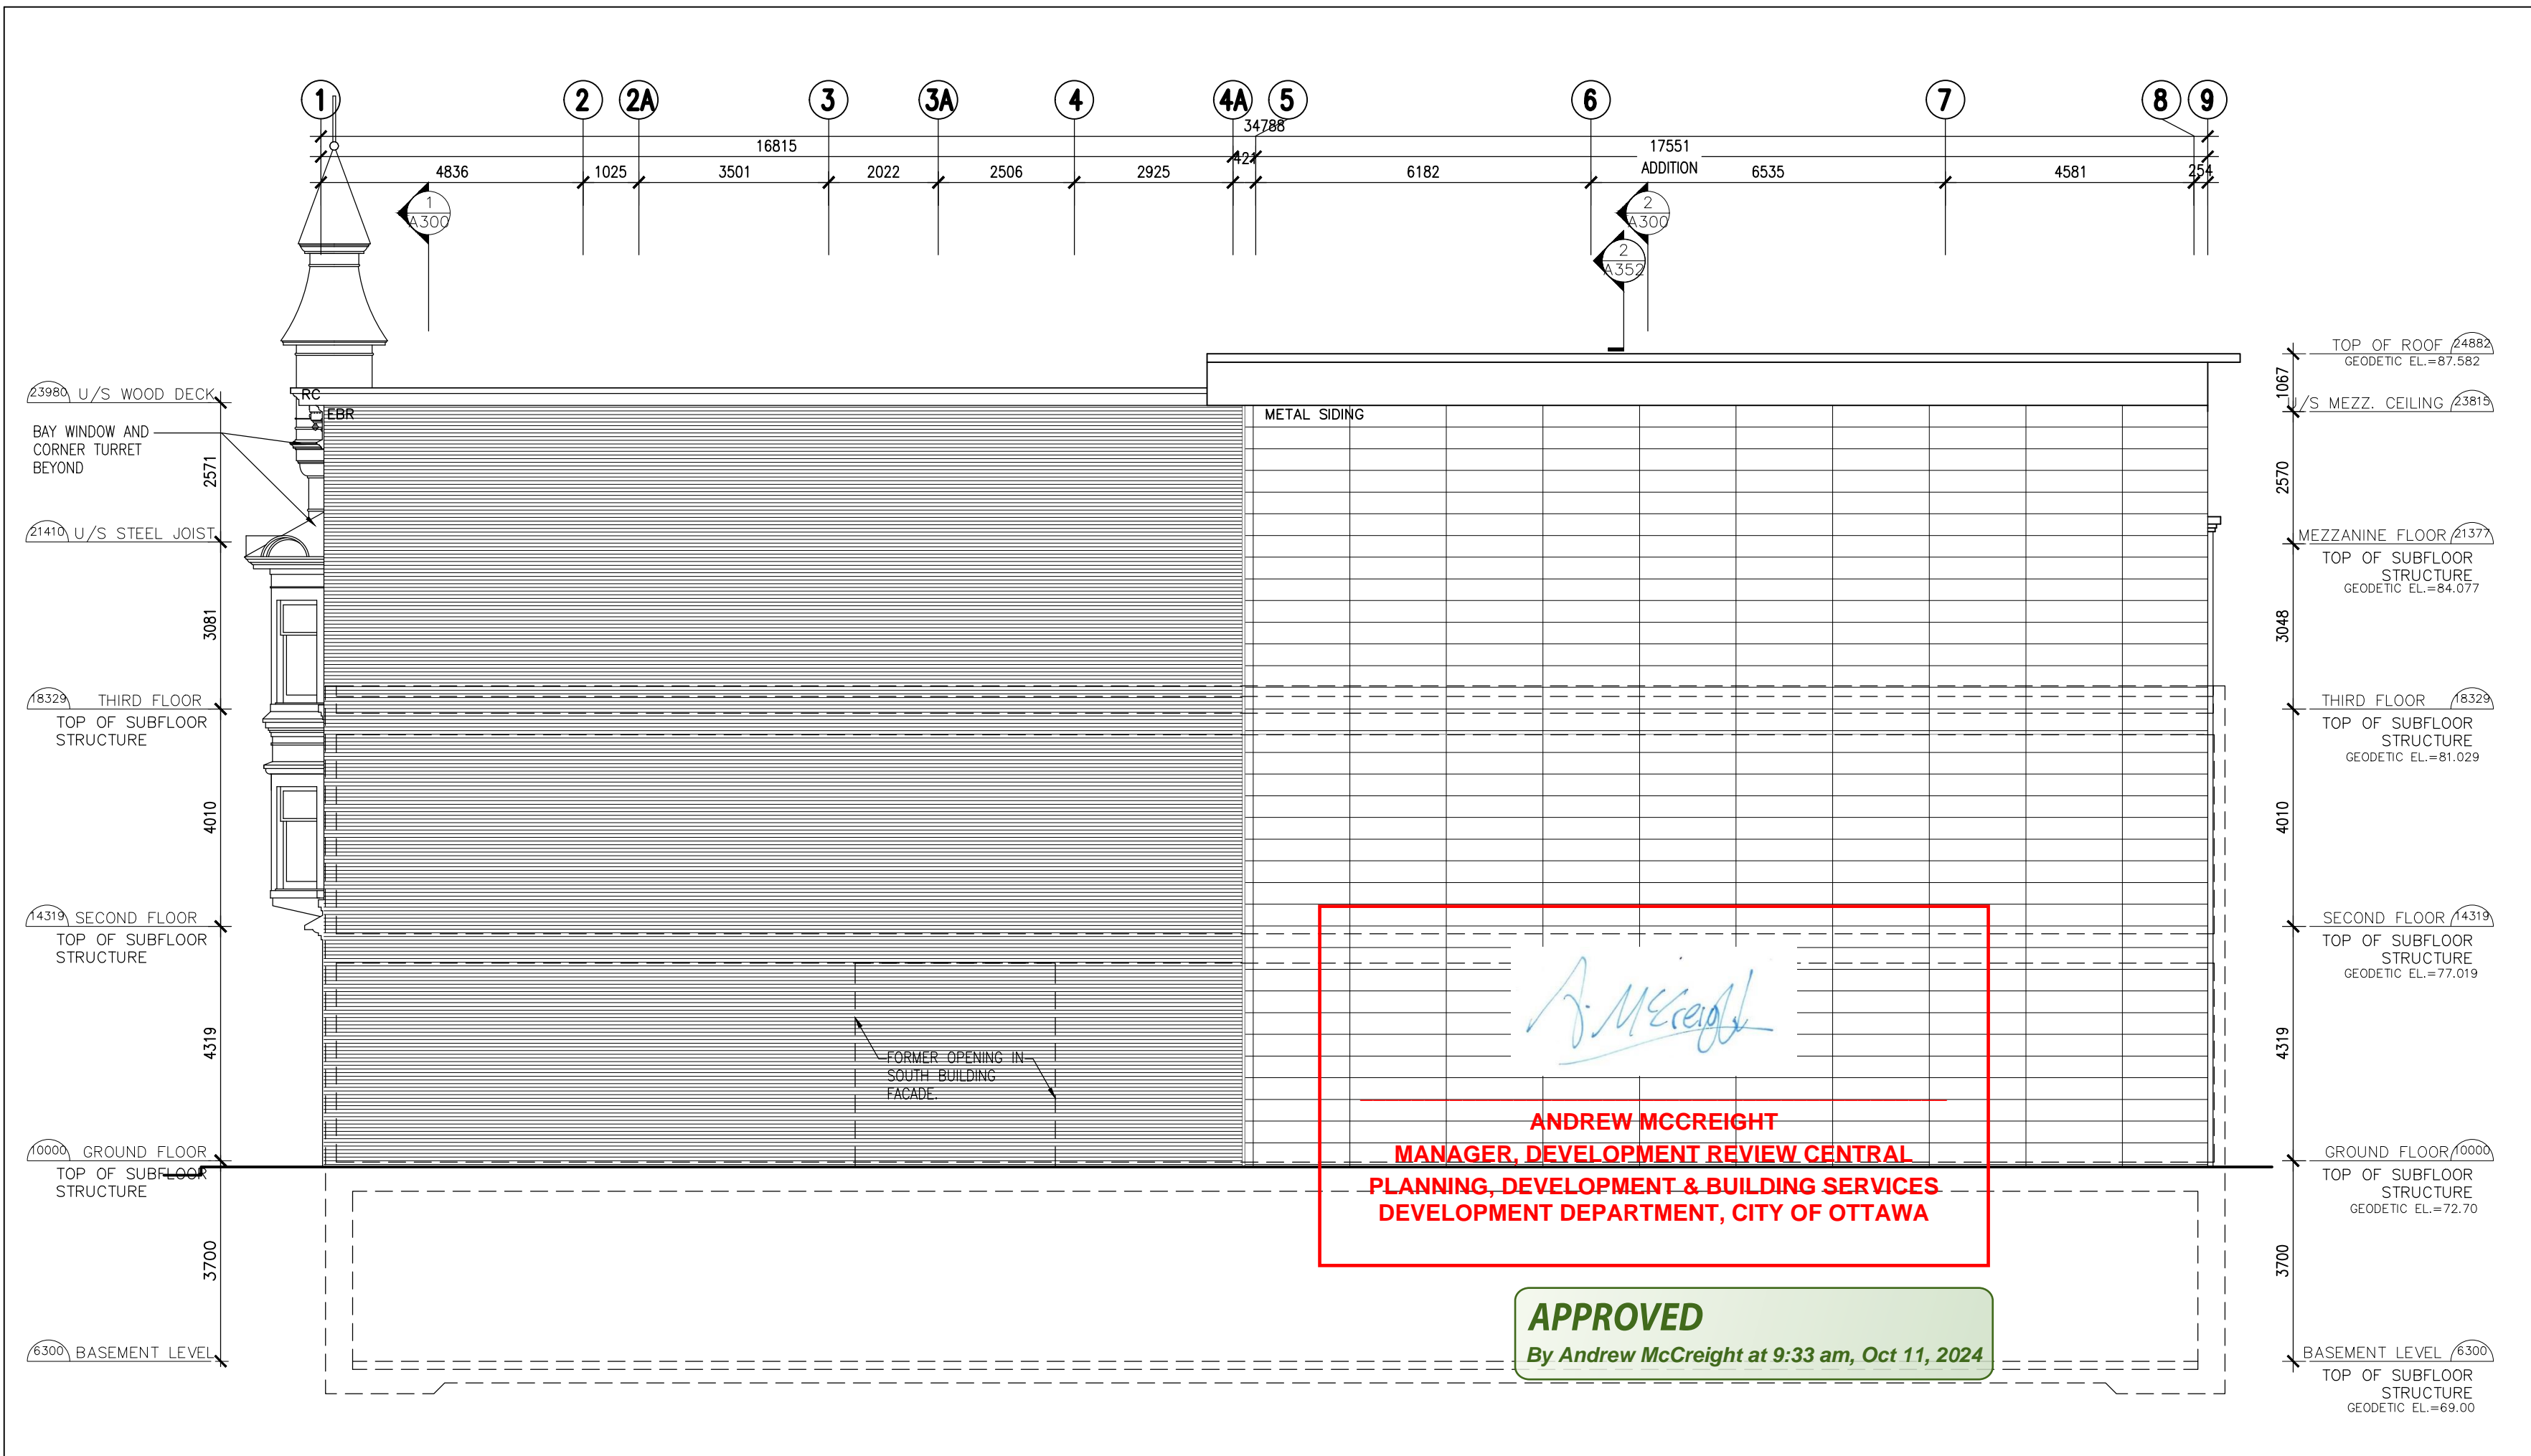 1 2 2A 3 3A 4 4A 5 6 7 8 9
34788
16815 421 17551
ADDITION
4836 1025 3501 2022 2506 2925 6182 6535 4581 254
1
A300
2
A300
2
A352
23980 U/S WOOD DECK
BAY WINDOW AND
CORNER TURRET
BEYOND
2571
21410 U/S STEEL JOIST
3081
18329 THIRD FLOOR
TOP OF SUBFLOOR
STRUCTURE
4010
14319 SECOND FLOOR
TOP OF SUBFLOOR
STRUCTURE
4319
10000 GROUND FLOOR
TOP OF SUBFLOOR
STRUCTURE
3700
6300 BASEMENT LEVEL
RC
EBR
METAL SIDING
FORMER OPENING IN
SOUTH BUILDING
FACADE.
TOP OF ROOF 24882
GEODETIC EL.=87.582
1067
U/S MEZZ. CEILING 23815
2570
MEZZANINE FLOOR 21377
TOP OF SUBFLOOR
STRUCTURE
GEODETIC EL.=84.077
3048
THIRD FLOOR 18329
TOP OF SUBFLOOR
STRUCTURE
GEODETIC EL.=81.029
4010
SECOND FLOOR 14319
TOP OF SUBFLOOR
STRUCTURE
GEODETIC EL.=77.019
4319
GROUND FLOOR 10000
TOP OF SUBFLOOR
STRUCTURE
GEODETIC EL.=72.70
3700
BASEMENT LEVEL 6300
TOP OF SUBFLOOR
STRUCTURE
GEODETIC EL.=69.00
A. McCreight
ANDREW MCCREIGHT
MANAGER, DEVELOPMENT REVIEW CENTRAL
PLANNING, DEVELOPMENT & BUILDING SERVICES
DEVELOPMENT DEPARTMENT, CITY OF OTTAWA
APPROVED
By Andrew McCreight at 9:33 am, Oct 11, 2024